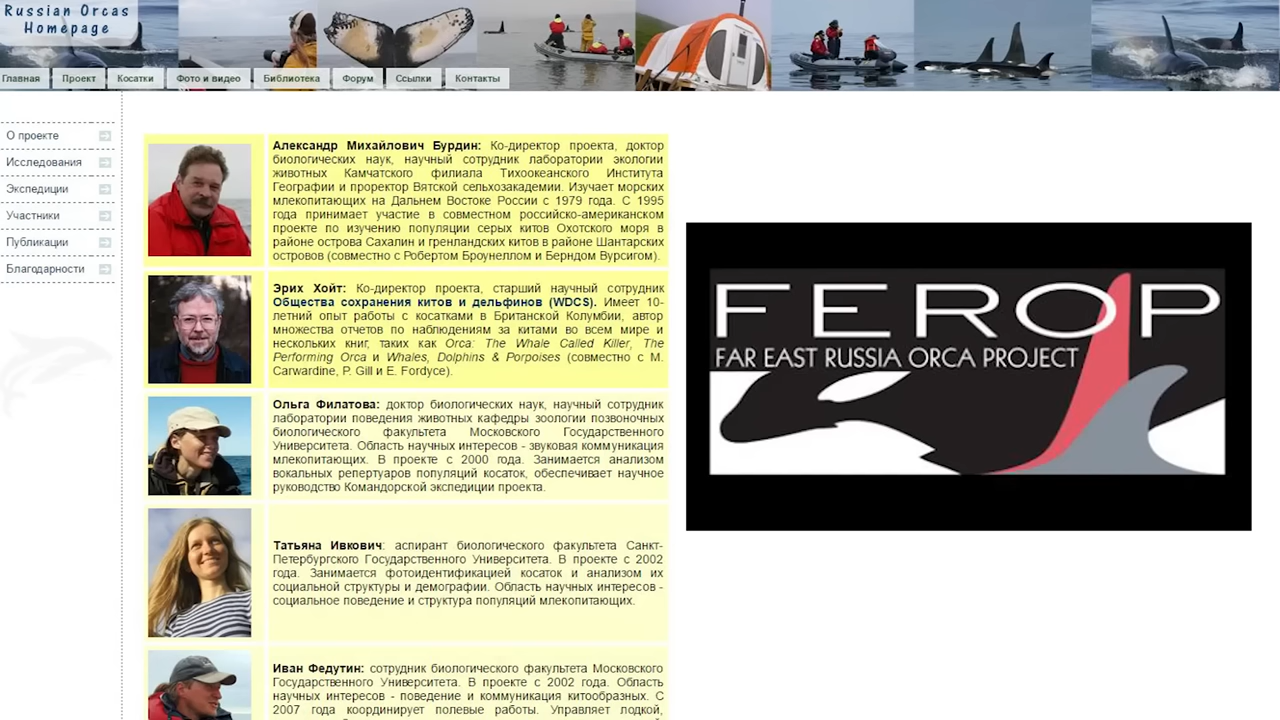 Russian Orcas
Homepage
Главная Проект Косатки Фото и видео Библиотека Форум Ссылки Контакты
О проекте
Исследования
Экспедиции
Участники
Публикации
Благодарности
Александр Михайлович Бурдин: Ко-директор проекта, доктор
биологических наук, научный сотрудник лаборатории экологии
животных Камчатского филиала Тихоокеанского Института
Географии и проректор Вятской сельхозакадемии. Изучает морских
млекопитающих на Дальнем Востоке России с 1979 года. С 1995
года принимает участие в совместном российско-американском
проекте по изучению популяции серых китов Охотского моря в
районе острова Сахалин и гренландских китов в районе Шантарских
островов (совместно с Робертом Броунеллом и Берндом Вурсигом).
Эрих Хойт: Ко-директор проекта, старший научный сотрудник
Общества сохранения китов и дельфинов (WDCS). Имеет 10-
летний опыт работы с косатками в Британской Колумбии, автор
множества отчетов по наблюдениям за китами во всем мире и
нескольких книг, таких как Orca: The Whale Called Killer, The
Performing Orca и Whales, Dolphins & Porpoises (совместно с M.
Carwardine, P. Gill и E. Fordyce).
Ольга Филатова: доктор биологических наук, научный сотрудник
лаборатории поведения животных кафедры зоологии позвоночных
биологического факультета Московского Государственного
Университета. Область научных интересов - звуковая коммуникация
млекопитающих. В проекте с 2000 года. Занимается анализом
вокальных репертуаров популяций косаток, обеспечивает научное
руководство Командорской экспедиции проекта.
Татьяна Ивкович: аспирант биологического факультета Санкт-
Петербургского Государственного Университета. В проекте с 2002
года. Занимается фотоидентификацией косаток и анализом их
социальной структуры и демографии. Область научных интересов -
социальное поведение и структура популяций млекопитающих.
Иван Федутин: сотрудник биологического факультета Московского
Государственного Университета. В проекте с 2002 года. Область
научных интересов - поведение и коммуникация китообразных. С
2007 года координирует полевые работы. Управляет лодкой,
FEROP
FAR EAST RUSSIA ORCA PROJECT